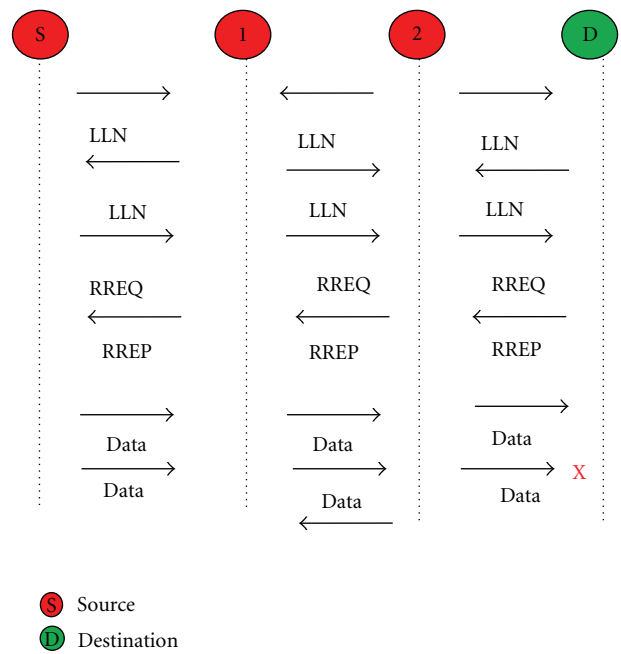 S 1 2 D
LLN LLN LLN
LLN LLN LLN
RREQ RREQ RREQ
RREP RREP RREP
Data Data Data
X
Data Data Data
S Source
D Destination